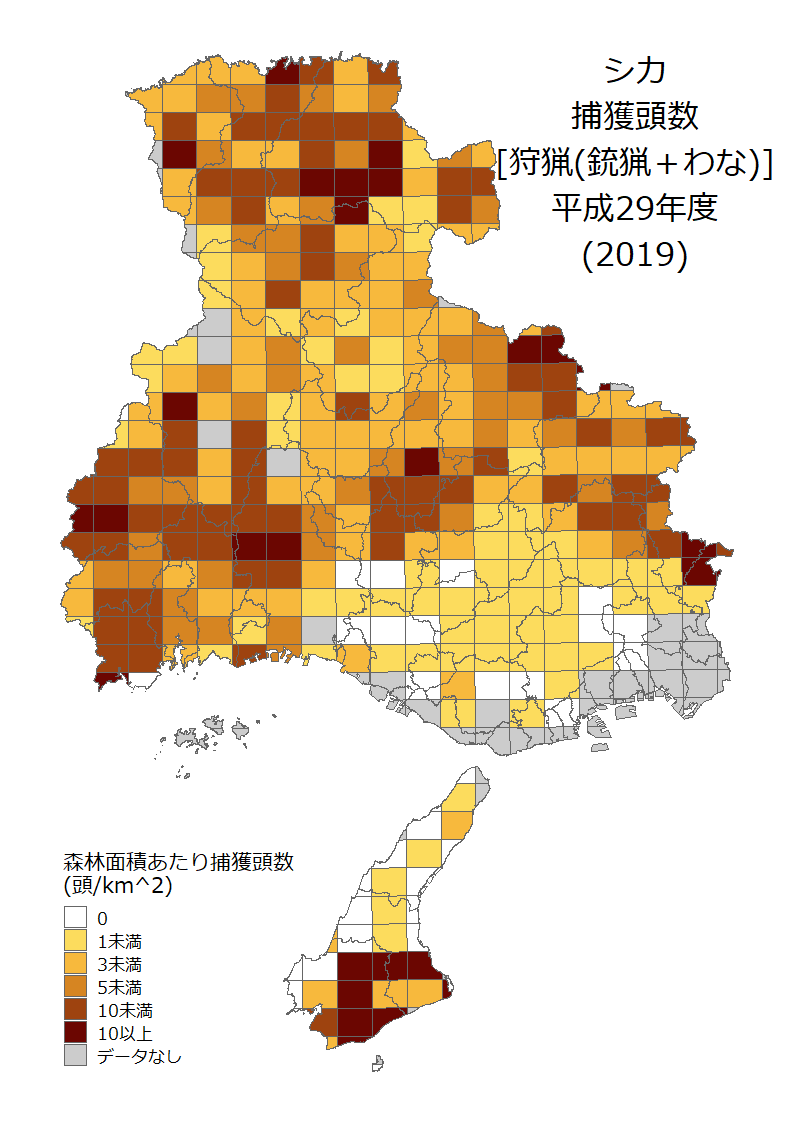 シカ
捕獲頭数
[狩猟(銃猟＋わな)]
平成29年度
(2019)
森林面積あたり捕獲頭数
(頭/km^2)
0
1未満
3未満
5未満
10未満
10以上
データなし